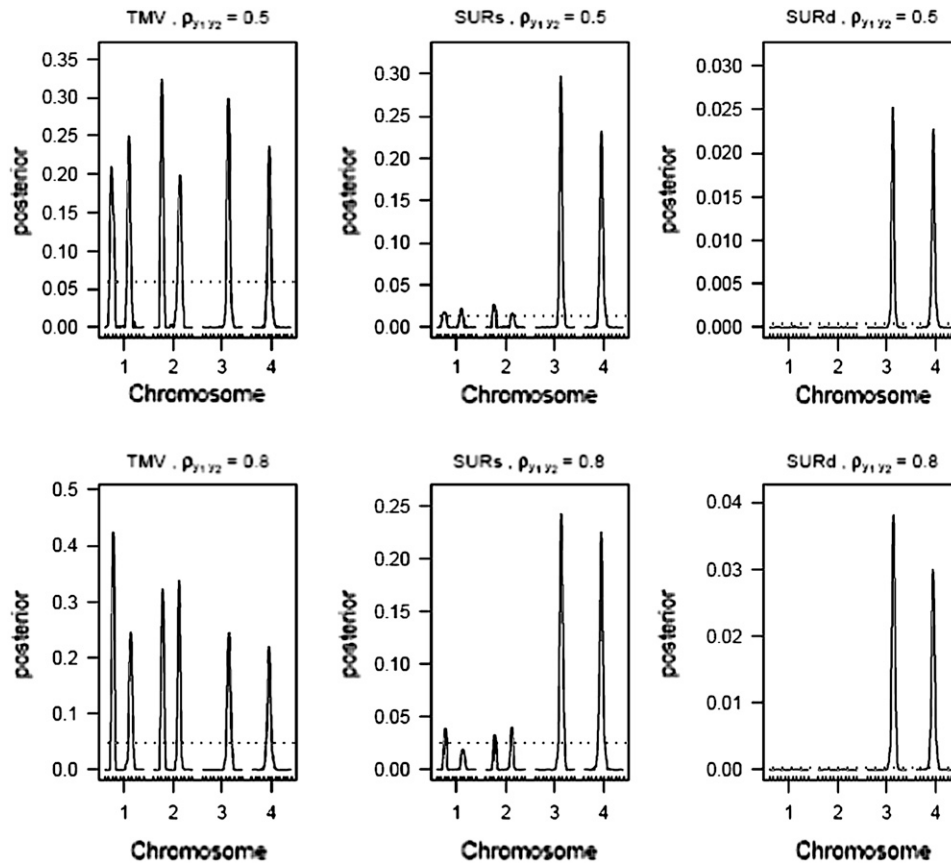 TMV , ρy₁y₂ = 0.5
posterior
0.35
0.30
0.25
0.20
0.15
0.10
0.05
0.00
1 2 3 4
Chromosome
SURs , ρy₁y₂ = 0.5
posterior
0.30
0.25
0.20
0.15
0.10
0.05
0.00
1 2 3 4
Chromosome
SURd , ρy₁y₂ = 0.5
posterior
0.030
0.025
0.020
0.015
0.010
0.005
0.000
1 2 3 4
Chromosome
TMV , ρy₁y₂ = 0.8
posterior
0.5
0.4
0.3
0.2
0.1
0.0
1 2 3 4
Chromosome
SURs , ρy₁y₂ = 0.8
posterior
0.25
0.20
0.15
0.10
0.05
0.00
1 2 3 4
Chromosome
SURd , ρy₁y₂ = 0.8
posterior
0.04
0.03
0.02
0.01
0.00
1 2 3 4
Chromosome